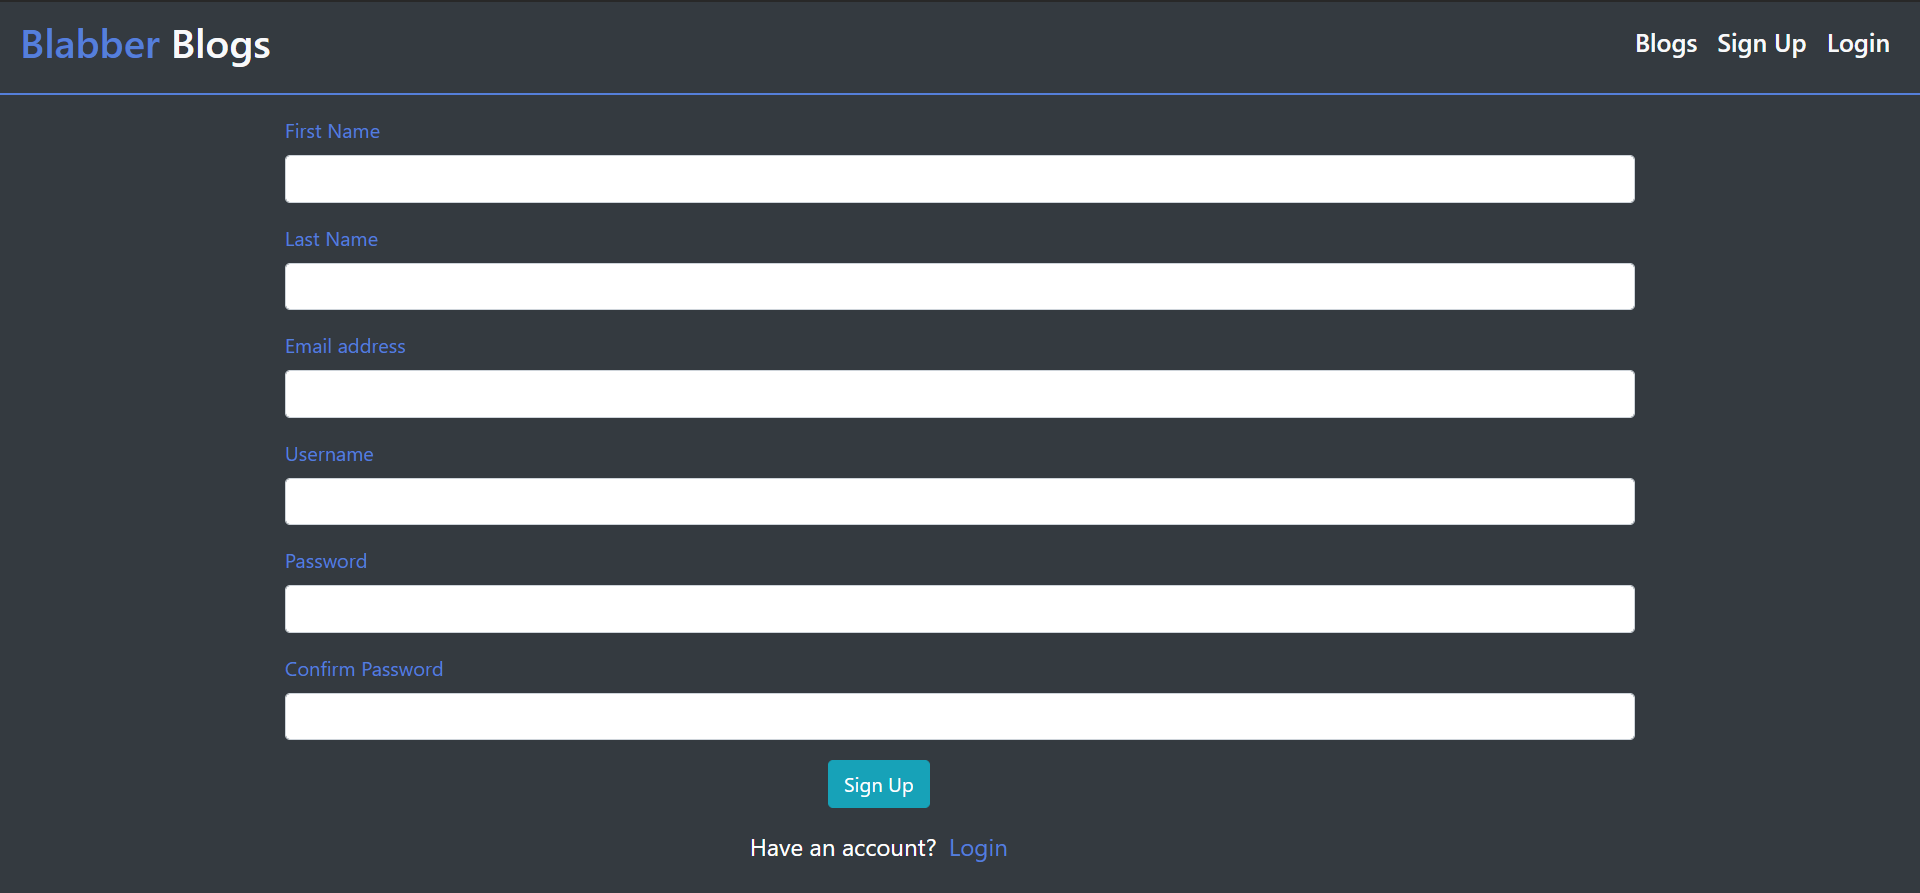 Blabber Blogs
Blogs Sign Up Login
First Name
Last Name
Email address
Username
Password
Confirm Password
Sign Up
Have an account? Login